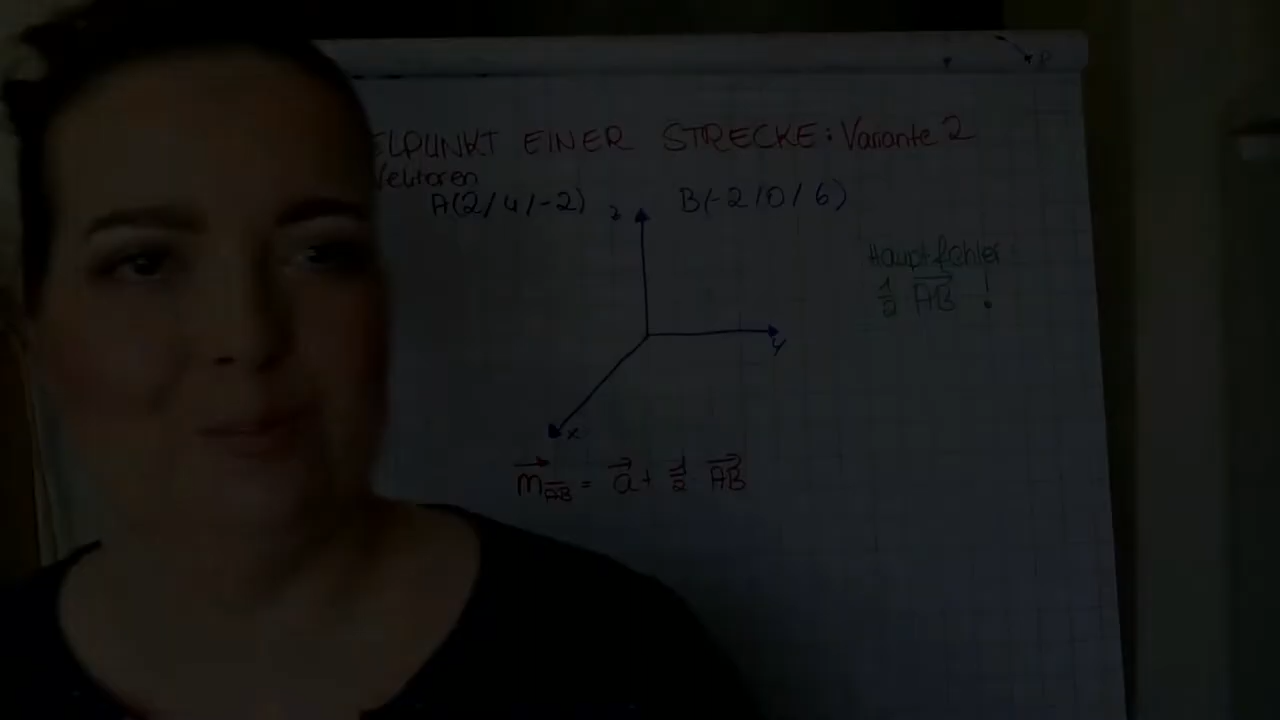 ELPUNKT EINER STRECKE: Variante 2
Vektoren
A(2/4/-2) B(-2/0/6)
z
Hauptfehler
1/2 AB !
y
x
m AB = a + 1/2 AB